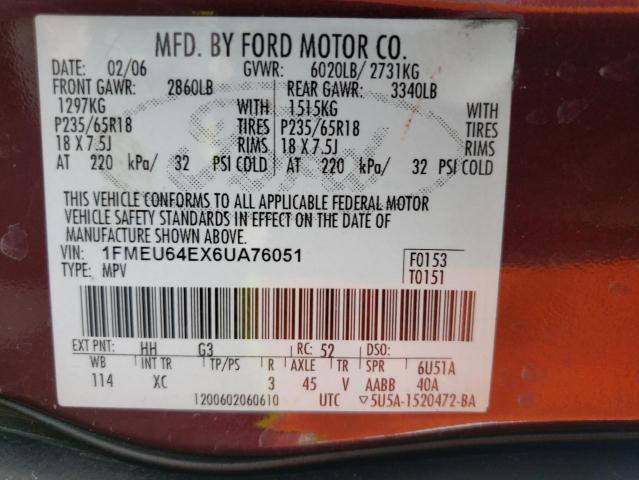 MFD. BY FORD MOTOR CO.
DATE: 02/06 GVWR: 6020LB/ 2731KG
FRONT GAWR: 2860LB REAR GAWR: 3340LB
1297KG WITH 1515KG WITH
P235/65R18 TIRES P235/65R18 TIRES
18 X 7.5J RIMS 18 X 7.5J RIMS
AT 220 kPa/ 32 PSI COLD AT 220 kPa/ 32 PSI COLD
THIS VEHICLE CONFORMS TO ALL APPLICABLE FEDERAL MOTOR
VEHICLE SAFETY STANDARDS IN EFFECT ON THE DATE OF
MANUFACTURE SHOWN ABOVE.
VIN: 1FMEU64EX6UA76051 F0153
TYPE: MPV T0151
EXT PNT: HH G3 RC: 52 DSO:
WB INT TR TP/PS R AXLE TR SPR 6U51A
114 XC 3 45 V AABB 40A
1200602060610 UTC ▽5U5A-1520472-BA